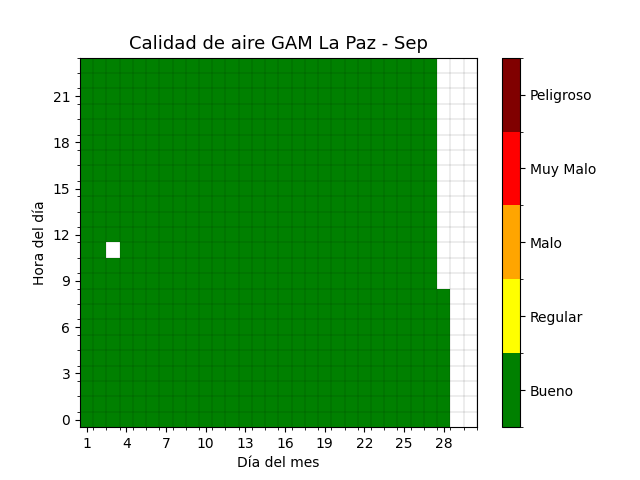 Calidad de aire GAM La Paz - Sep
Hora del día
21
18
15
12
9
6
3
0
1 4 7 10 13 16 19 22 25 28
Día del mes
Peligroso
Muy Malo
Malo
Regular
Bueno